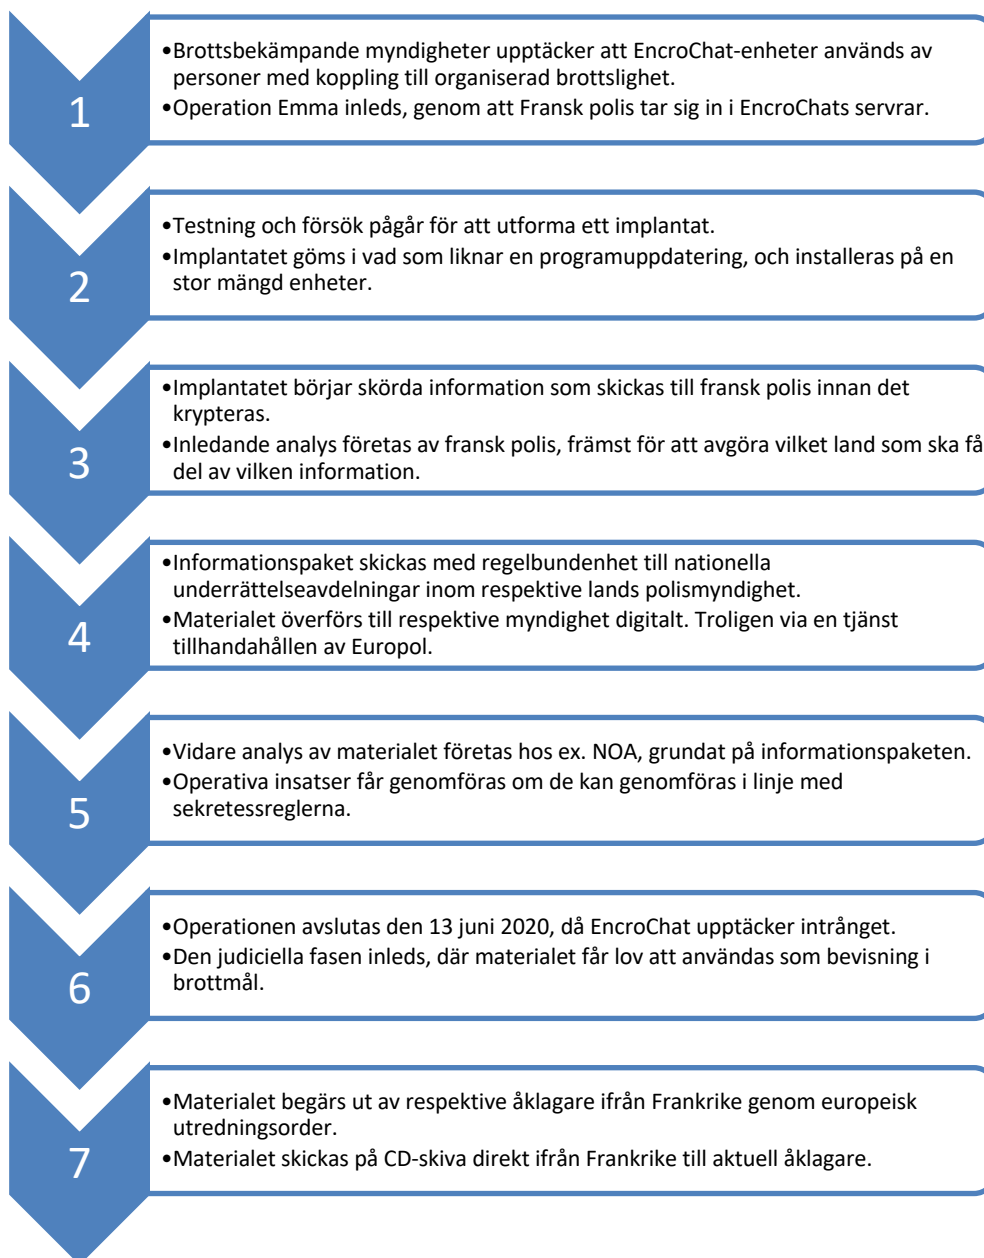 1
•Brottsbekämpande myndigheter upptäcker att EncroChat-enheter används av
personer med koppling till organiserad brottslighet.
•Operation Emma inleds, genom att Fransk polis tar sig in i EncroChats servrar.
2
•Testning och försök pågår för att utforma ett implantat.
•Implantatet göms i vad som liknar en programuppdatering, och installeras på en
stor mängd enheter.
3
•Implantatet börjar skörda information som skickas till fransk polis innan det
krypteras.
•Inledande analys företas av fransk polis, främst för att avgöra vilket land som ska få
del av vilken information.
4
•Informationspaket skickas med regelbundenhet till nationella
underrättelseavdelningar inom respektive lands polismyndighet.
•Materialet överförs till respektive myndighet digitalt. Troligen via en tjänst
tillhandahållen av Europol.
5
•Vidare analys av materialet företas hos ex. NOA, grundat på informationspaketen.
•Operativa insatser får genomföras om de kan genomföras i linje med
sekretessreglerna.
6
•Operationen avslutas den 13 juni 2020, då EncroChat upptäcker intrånget.
•Den judiciella fasen inleds, där materialet får lov att användas som bevisning i
brottmål.
7
•Materialet begärs ut av respektive åklagare ifrån Frankrike genom europeisk
utredningsorder.
•Materialet skickas på CD-skiva direkt ifrån Frankrike till aktuell åklagare.